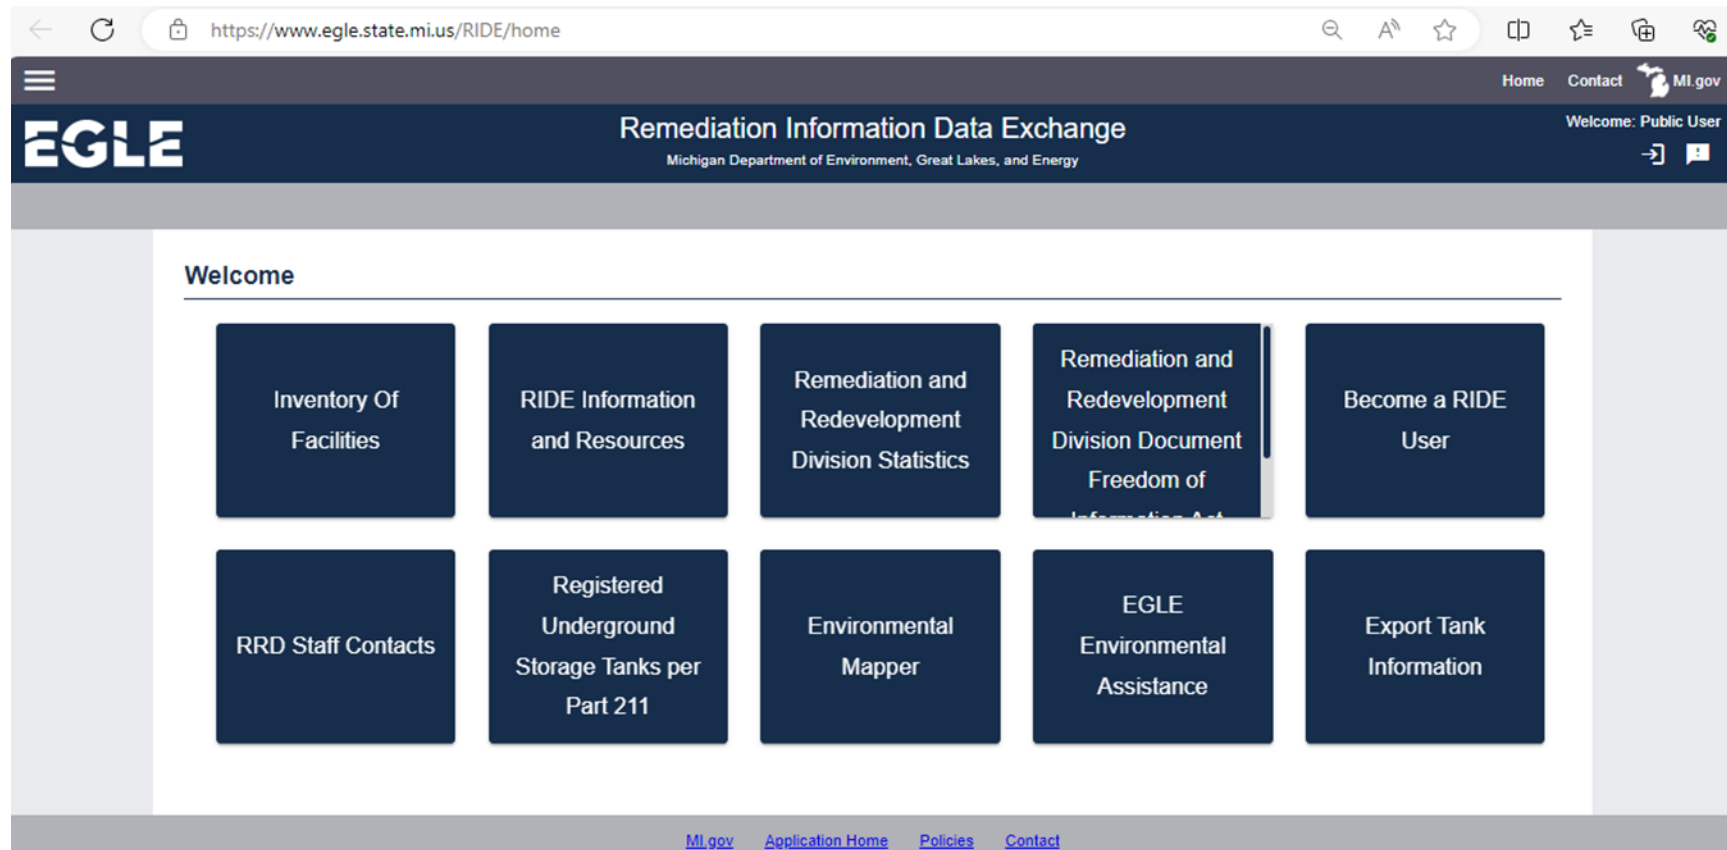 https://www.egle.state.mi.us/RIDE/home
Home Contact MI.gov
EGLE
Remediation Information Data Exchange
Michigan Department of Environment, Great Lakes, and Energy
Welcome: Public User
Welcome
Inventory Of
Facilities
RIDE Information
and Resources
Remediation and
Redevelopment
Division Statistics
Remediation and
Redevelopment
Division Document
Freedom of
Information Act
Become a RIDE
User
RRD Staff Contacts
Registered
Underground
Storage Tanks per
Part 211
Environmental
Mapper
EGLE
Environmental
Assistance
Export Tank
Information
MI.gov Application Home Policies Contact